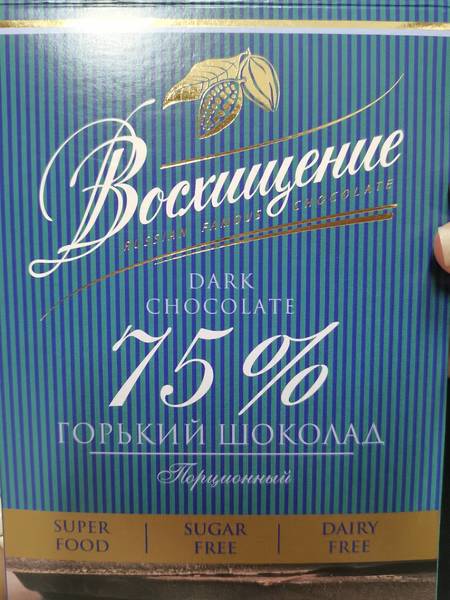 Восхищение
RUSSIAN FAMOUS CHOCOLATE
DARK
CHOCOLATE
75%
ГОРЬКИЙ ШОКОЛАД
Порционный
SUPER FOOD
SUGAR FREE
DAIRY FREE